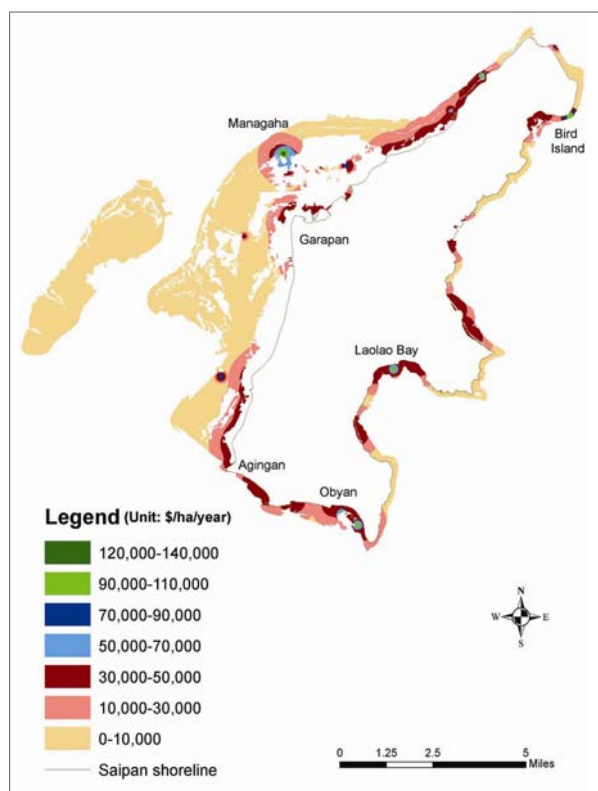 Managaha
Bird
Island
Garapan
Laolao Bay
Agingan
Obyan
Legend (Unit: $/ha/year)
120,000-140,000
90,000-110,000
70,000-90,000
50,000-70,000
30,000-50,000
10,000-30,000
0-10,000
Saipan shoreline
N
W E
S
0 1.25 2.5 5
Miles